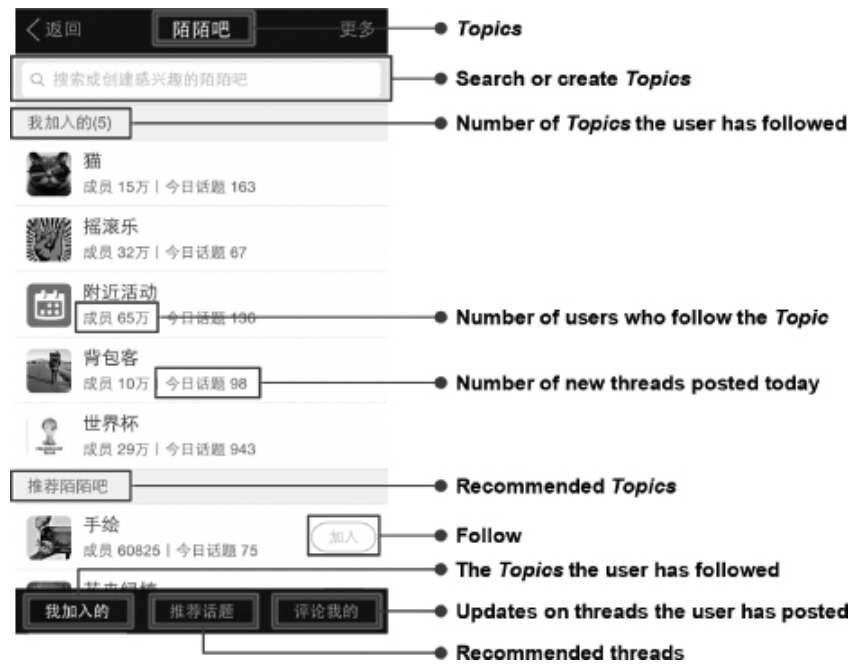 返回 陌陌吧 更多
Topics
搜索或创建感兴趣的陌陌吧
Search or create Topics
我加入的(5)
Number of Topics the user has followed
猫
成员 15万 | 今日话题 163
摇滚乐
成员 32万 | 今日话题 67
附近活动
成员 65万 | 今日话题 136
Number of users who follow the Topic
背包客
成员 10万 | 今日话题 98
Number of new threads posted today
世界杯
成员 29万 | 今日话题 943
推荐陌陌吧
Recommended Topics
手绘
成员 60825 | 今日话题 75
加入
Follow
The Topics the user has followed
我加入的 推荐话题 评论我的
Updates on threads the user has posted
Recommended threads